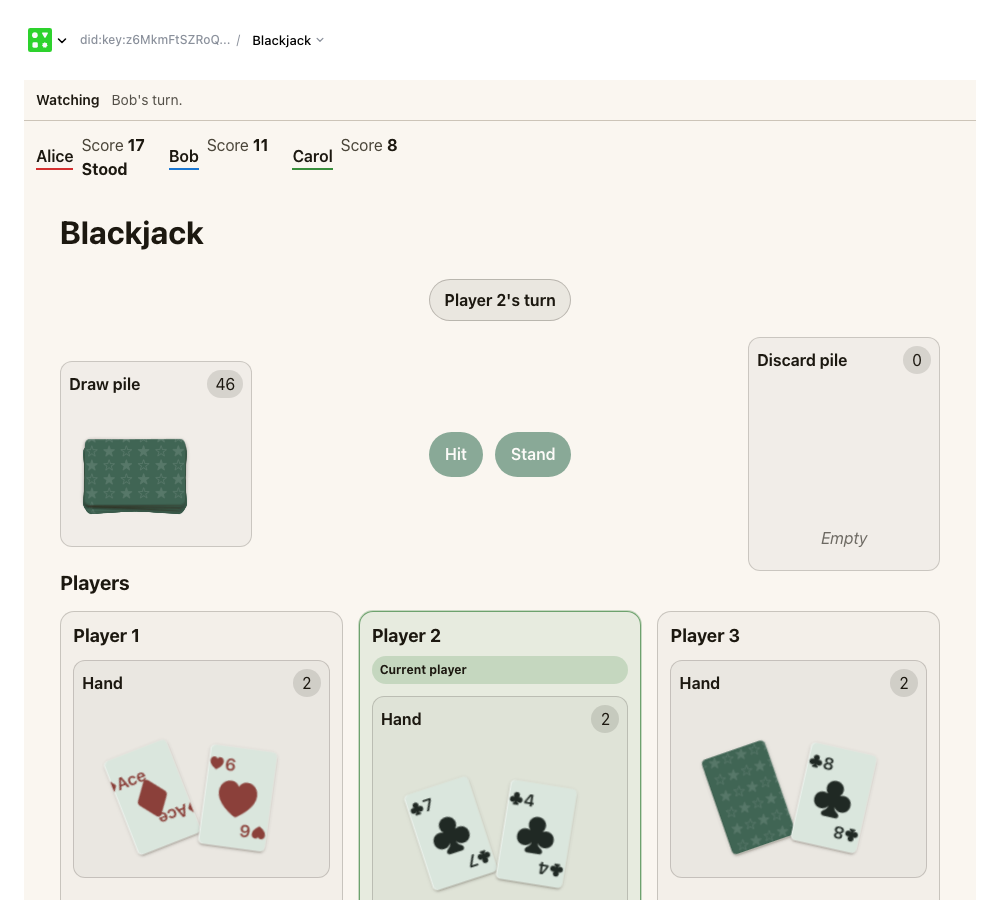 did:key:z6MkmFtSZRoQ... / Blackjack
Watching Bob's turn.
Alice Score 17 Stood
Bob Score 11
Carol Score 8
Blackjack
Player 2's turn
Draw pile 46
Hit Stand
Discard pile 0
Empty
Players
Player 1
Hand 2
Ace
Ace
6
6
Player 2
Current player
Hand 2
7
7
4
4
Player 3
Hand 2
8
8